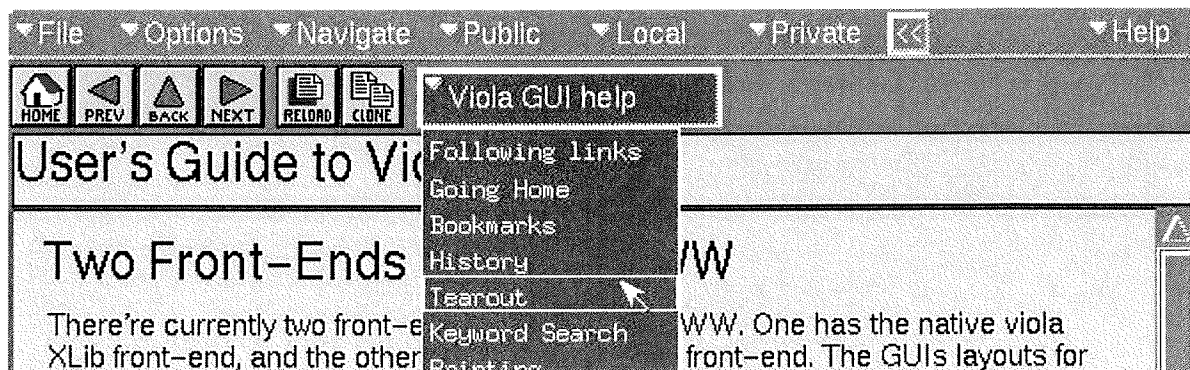 File Options Navigate Public Local Private << Help
HOME PREV BACK NEXT RELOAD CLONE
Viola GUI help
Following links
Going Home
Bookmarks
History
Tearout
Keyword Search
User's Guide to Vio
Two Front-Ends WW
There're currently two front-e WW. One has the native viola
XLib front-end, and the other front-end. The GUIs layouts for